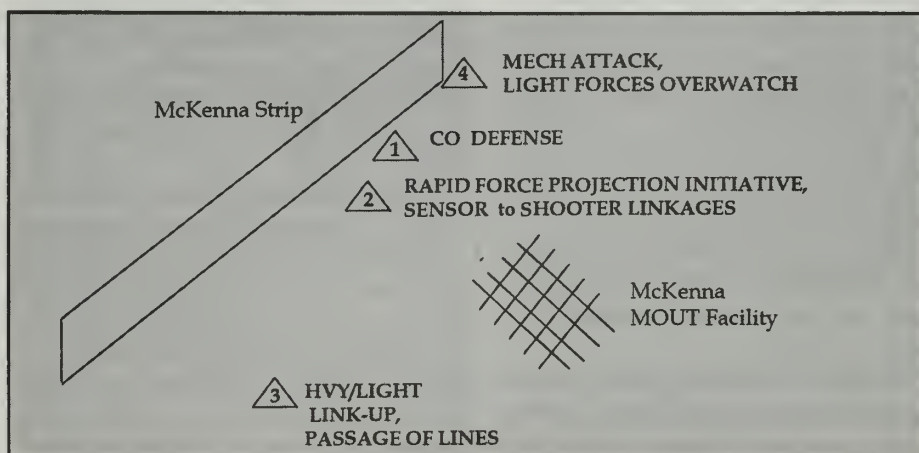 4 MECH ATTACK,
LIGHT FORCES OVERWATCH
McKenna Strip
1 CO DEFENSE
2 RAPID FORCE PROJECTION INITIATIVE,
SENSOR to SHOOTER LINKAGES
McKenna
MOUT Facility
3 HVY/LIGHT
LINK-UP,
PASSAGE OF LINES